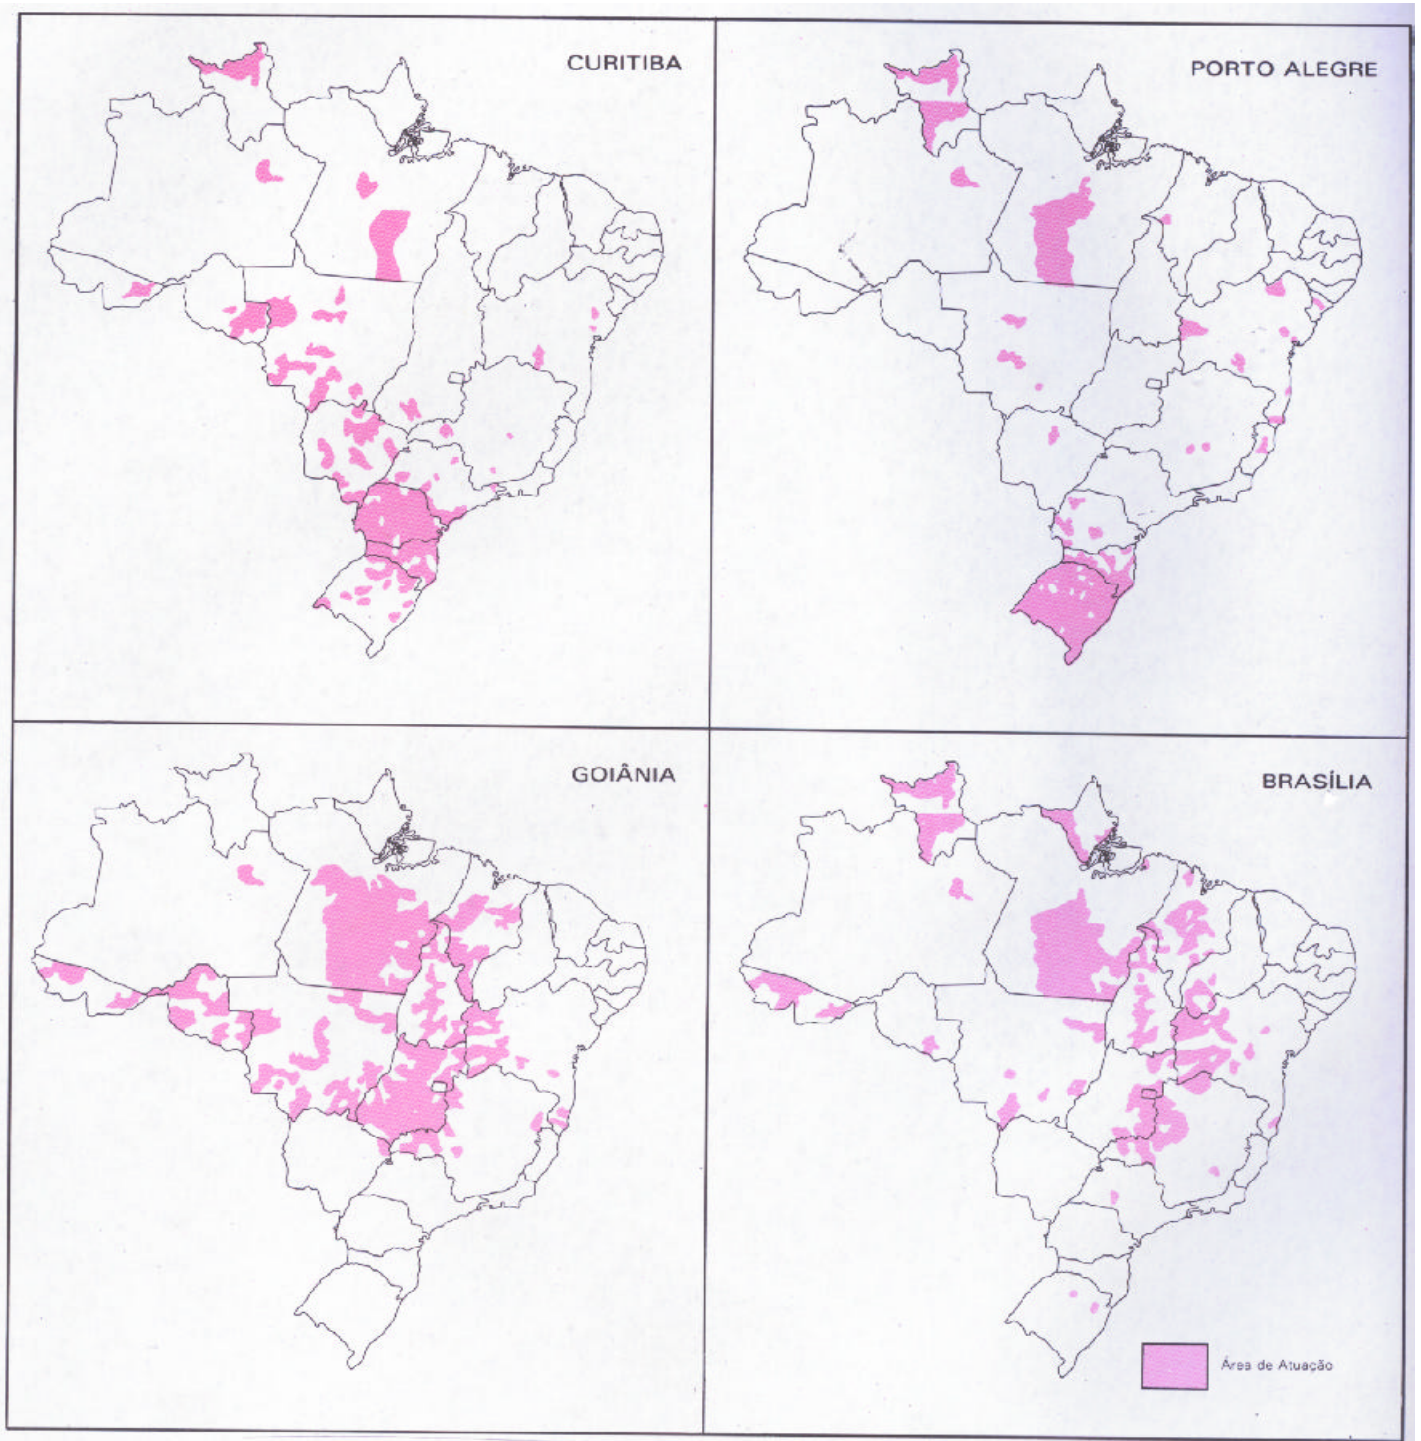 CURITIBA
PORTO ALEGRE
GOIÂNIA
BRASÍLIA
Área de Atuação